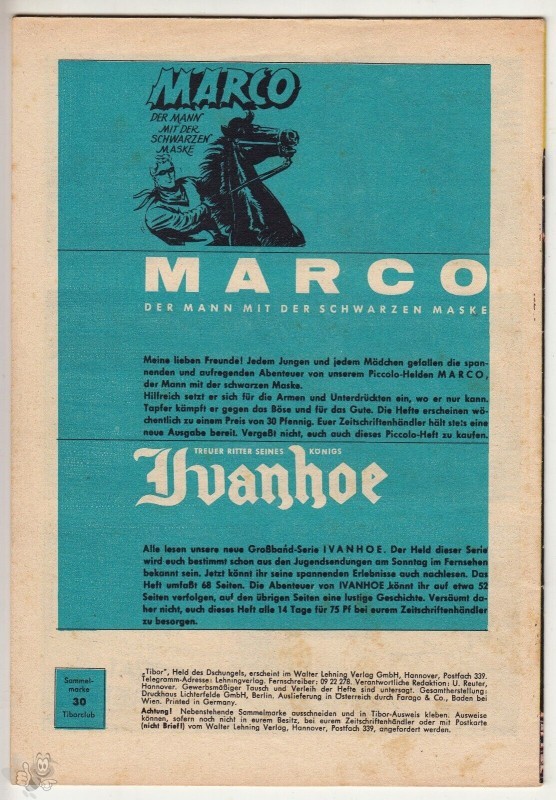 MARCO
DER MANN
MIT DER
SCHWARZEN
MASKE
MARCO
DER MANN MIT DER SCHWARZEN MASKE
Meine lieben Freunde! Jedem Jungen und jedem Mädchen gefallen die span-
nenden und aufregenden Abenteuer von unserem Piccolo-Helden MARCO,
der Mann mit der schwarzen Maske.
Hilfreich setzt er sich für die Armen und Unterdrückten ein, wo er nur kann.
Tapfer kämpft er gegen das Böse und für das Gute. Die Hefte erscheinen wö-
chentlich zu einem Preis von 30 Pfennig. Euer Zeitschriftenhändler hält stets eine
neue Ausgabe bereit. Vergeßt nicht, euch auch dieses Piccolo-Heft zu kaufen.
TREUER RITTER SEINES KÖNIGS
Ivanhoe
Alle lesen unsere neue Großband-Serie IVANHOE. Der Held dieser Serie
wird euch bestimmt schon aus den Jugendsendungen am Sonntag im Fernsehen
bekannt sein. Jetzt könnt ihr seine spannenden Erlebnisse auch nachlesen. Das
Heft umfaßt 68 Seiten. Die Abenteuer von IVANHOE könnt ihr auf etwa 52
Seiten verfolgen, auf den übrigen Seiten eine lustige Geschichte. Versäumt da-
her nicht, euch dieses Heft alle 14 Tage für 75 Pf bei eurem Zeitschriftenhändler
zu besorgen.
Sammel-
marke
30
Tiborclub
„Tibor", Held des Dschungels, erscheint im Walter Lehning Verlag GmbH, Hannover, Postfach 339.
Telegramm-Adresse: Lehningverlag. Fernschreiber: 09 22 278. Verantwortliche Redaktion: U. Reuter,
Hannover. Gewerbsmäßiger Tausch und Verleih der Hefte sind untersagt. Gesamtherstellung:
Druckhaus Lichterfelde GmbH, Berlin. Auslieferung in Österreich durch Farago & Co., Baden bei
Wien. Printed in Germany.
Achtung! Nebenstehende Sammelmarke ausschneiden und in Tibor-Ausweis kleben. Ausweise
können, sofern noch nicht in eurem Besitz, bei eurem Zeitschriftenhändler oder mit Postkarte
(nicht Brief!) vom Walter Lehning Verlag, Hannover, Postfach 339, angefordert werden.